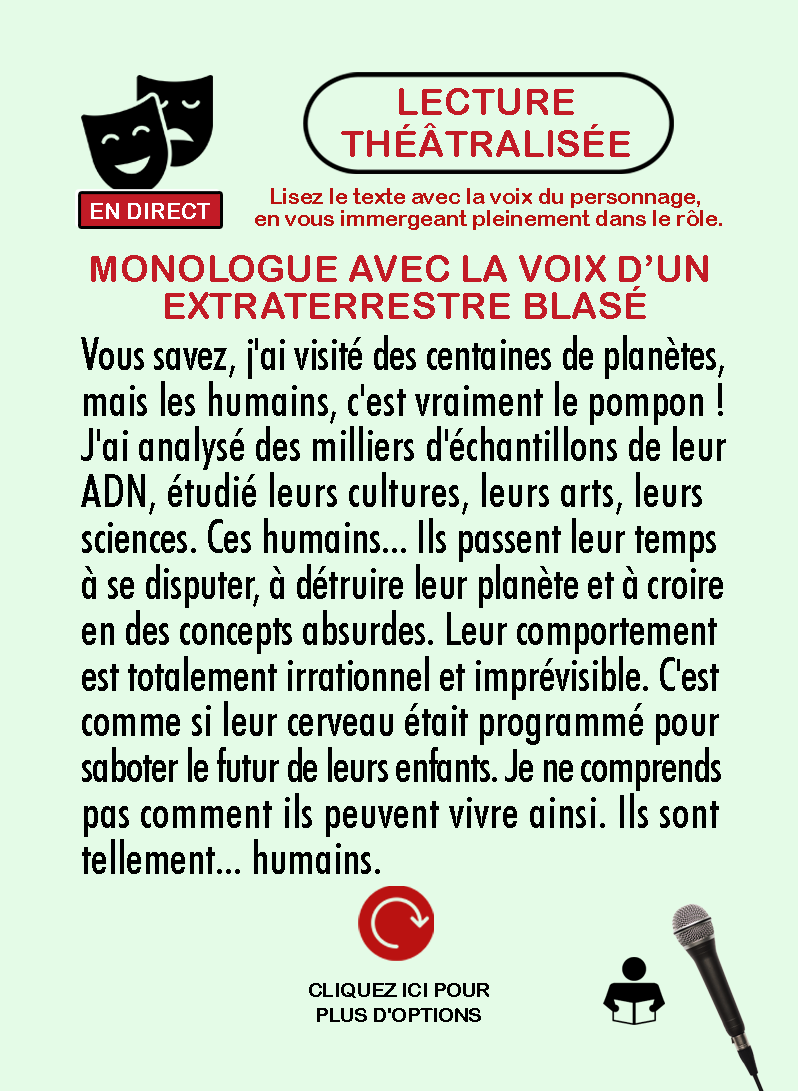 LECTURE
THÉÂTRALISÉE
EN DIRECT
Lisez le texte avec la voix du personnage,
en vous immergeant pleinement dans le rôle.
MONOLOGUE AVEC LA VOIX D’UN
EXTRATERRESTRE BLASÉ
Vous savez, j'ai visité des centaines de planètes,
mais les humains, c'est vraiment le pompon !
J'ai analysé des milliers d'échantillons de leur
ADN, étudié leurs cultures, leurs arts, leurs
sciences. Ces humains... Ils passent leur temps
à se disputer, à détruire leur planète et à croire
en des concepts absurdes. Leur comportement
est totalement irrationnel et imprévisible. C'est
comme si leur cerveau était programmé pour
saboter le futur de leurs enfants. Je ne comprends
pas comment ils peuvent vivre ainsi. Ils sont
tellement... humains.
CLIQUEZ ICI POUR
PLUS D'OPTIONS